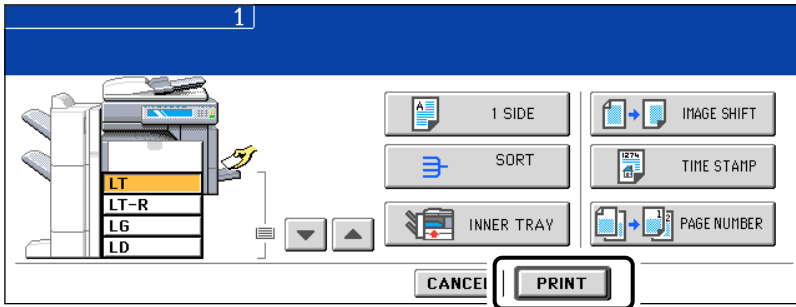 1
1 SIDE
IMAGE SHIFT
SORT
TIME STAMP
INNER TRAY
PAGE NUMBER
LT
LT-R
LG
LD
CANCEL
PRINT